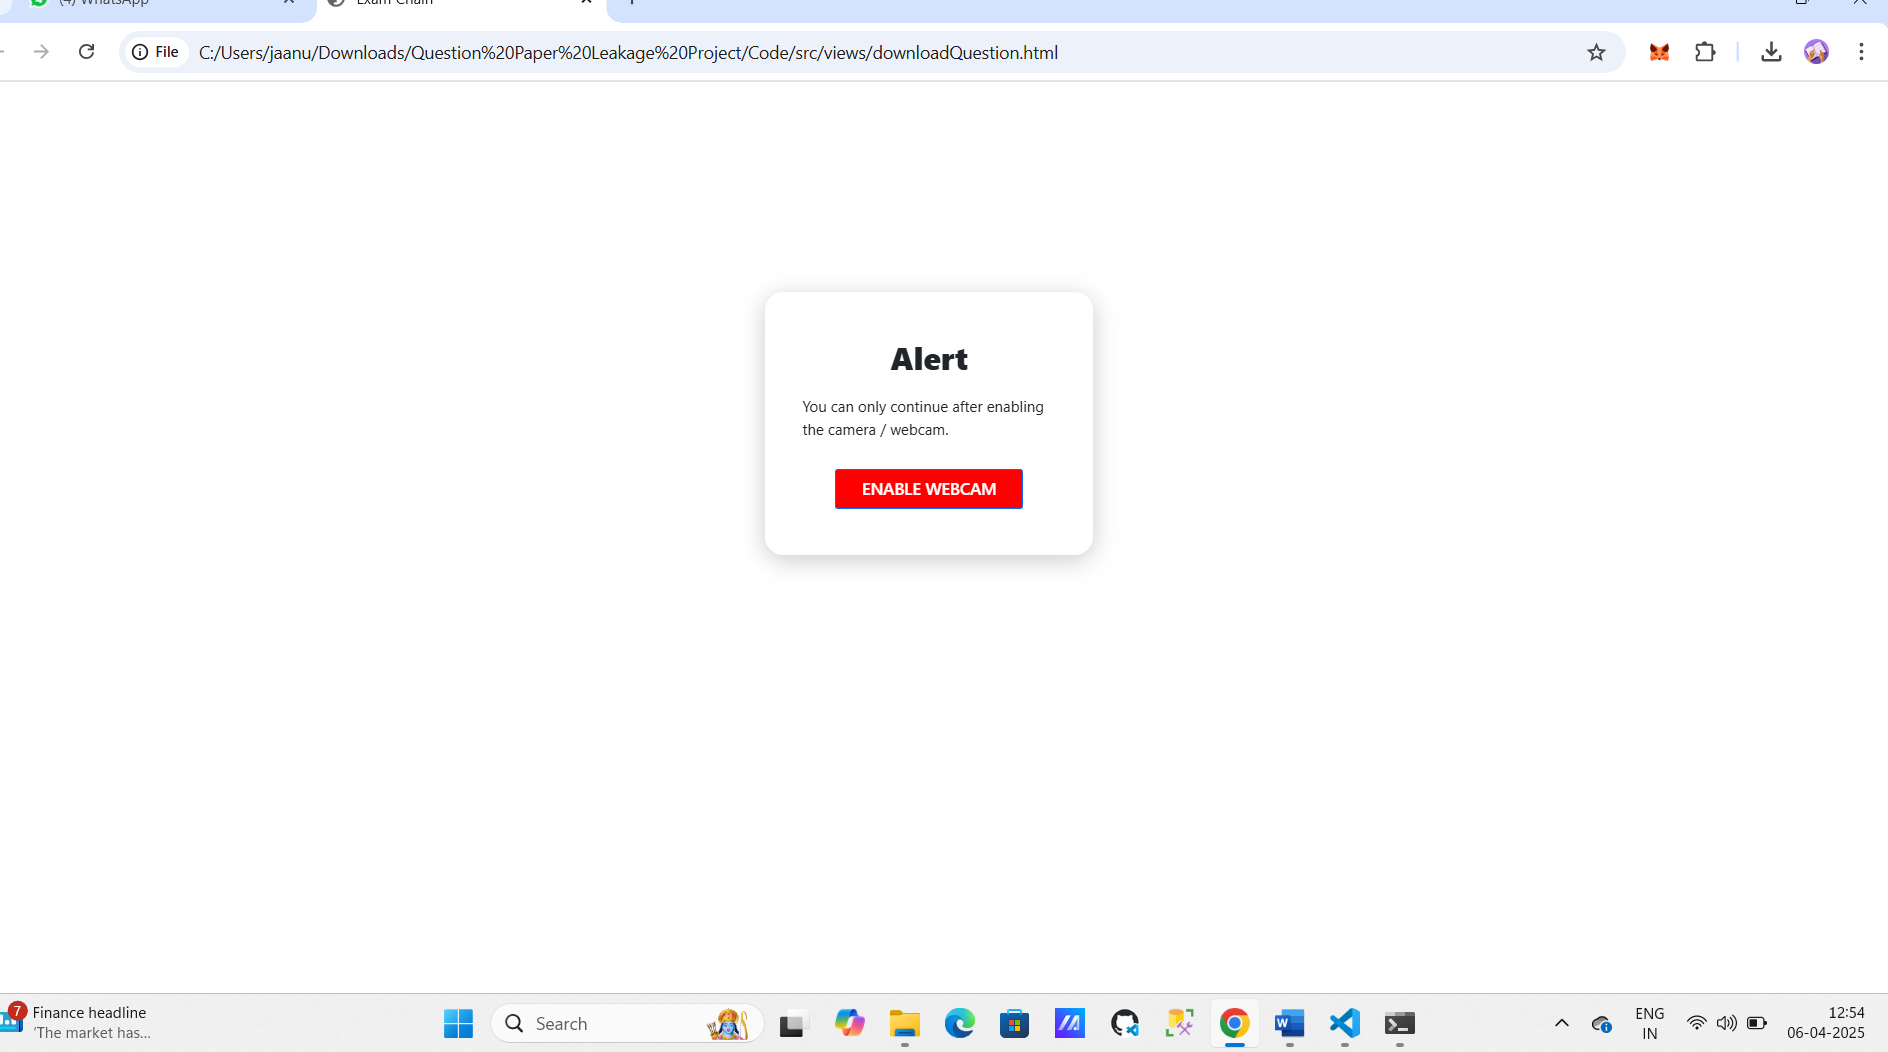 (4) WhatsApp
Exam Chain
File
C:/Users/jaanu/Downloads/Question%20Paper%20Leakage%20Project/Code/src/views/downloadQuestion.html
Alert
You can only continue after enabling
the camera / webcam.
ENABLE WEBCAM
7
Finance headline
'The market has...
Search
ENG
IN
12:54
06-04-2025